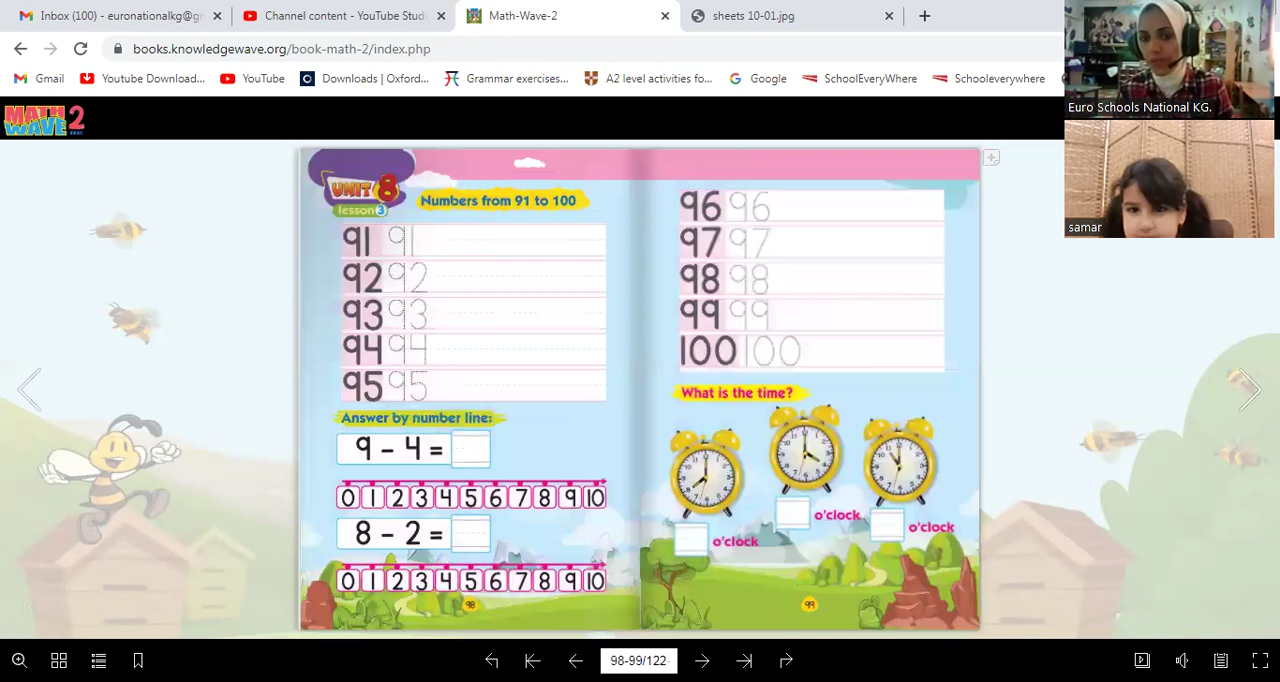 Inbox (100) - euronationalkg@gr
Channel content - YouTube Stud
Math-Wave-2
sheets 10-01.jpg
books.knowledgewave.org/book-math-2/index.php
Gmail
Youtube Download...
YouTube
Downloads | Oxford...
Grammar exercises...
A2 level activities fo...
Google
SchoolEveryWhere
Schooleverywhere
Euro Schools National KG.
samar
MATH WAVE 2
UNIT 8
lesson 3
Numbers from 91 to 100
91 91
92 92
93 93
94 94
95 95
Answer by number line:
9 - 4 =
0 1 2 3 4 5 6 7 8 9 10
8 - 2 =
0 1 2 3 4 5 6 7 8 9 10
98
96 96
97 97
98 98
99 99
100 100
What is the time?
o'clock
o'clock
o'clock
99
98-99/122